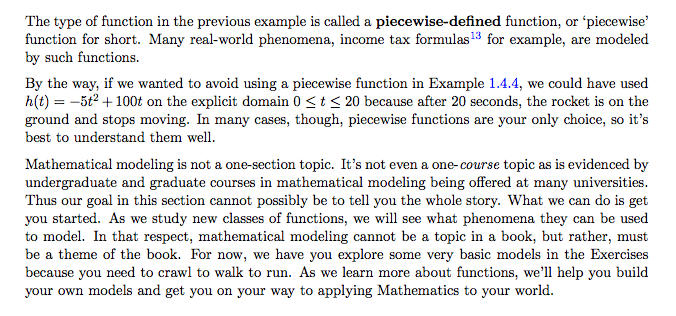 The type of function in the previous example is called a piecewise-defined function, or ‘piecewise’
function for short. Many real-world phenomena, income tax formulas13 for example, are modeled
by such functions.
By the way, if we wanted to avoid using a piecewise function in Example 1.4.4, we could have used
h(t) = −5t² + 100t on the explicit domain 0 ≤ t ≤ 20 because after 20 seconds, the rocket is on the
ground and stops moving. In many cases, though, piecewise functions are your only choice, so it’s
best to understand them well.
Mathematical modeling is not a one-section topic. It’s not even a one-course topic as is evidenced by
undergraduate and graduate courses in mathematical modeling being offered at many universities.
Thus our goal in this section cannot possibly be to tell you the whole story. What we can do is get
you started. As we study new classes of functions, we will see what phenomena they can be used
to model. In that respect, mathematical modeling cannot be a topic in a book, but rather, must
be a theme of the book. For now, we have you explore some very basic models in the Exercises
because you need to crawl to walk to run. As we learn more about functions, we’ll help you build
your own models and get you on your way to applying Mathematics to your world.